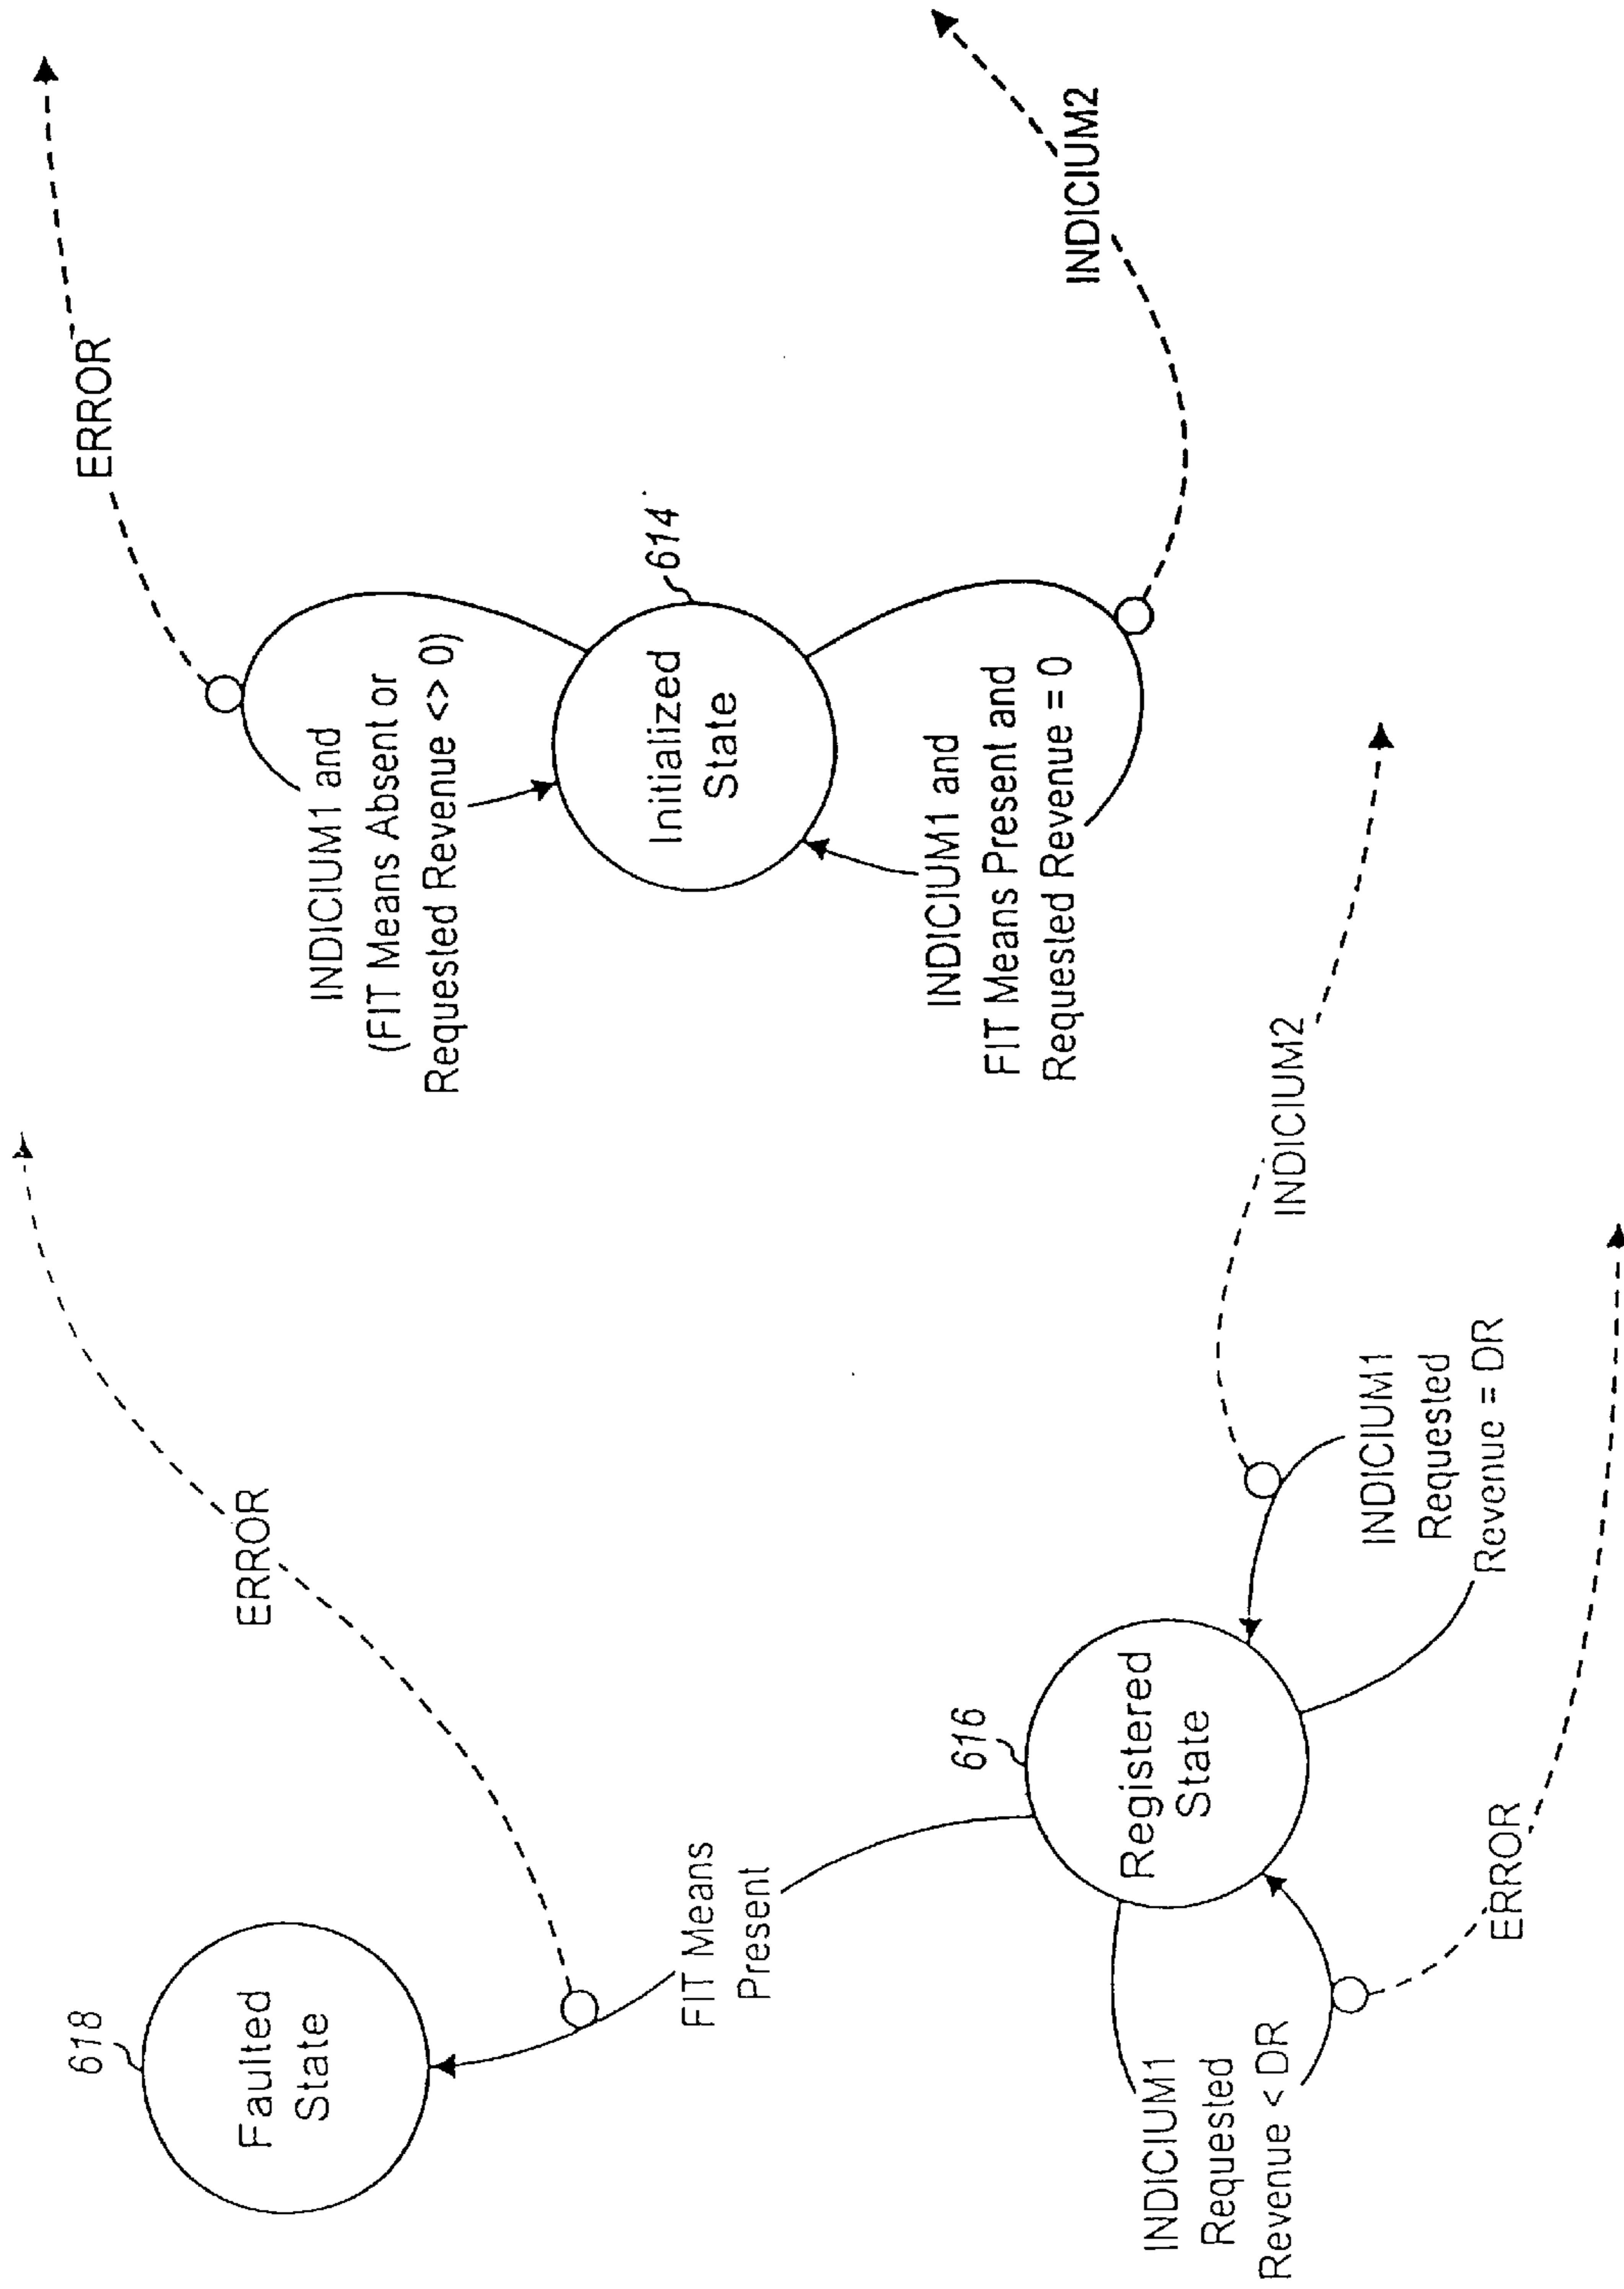 618
Faulted
State
ERROR
FIT Means
Present
616
Registered
State
INDICIUM1
Requested
Revenue < DR
ERROR
INDICIUM1
Requested
Revenue = DR
INDICIUM2
ERROR
INDICIUM1 and
(FIT Means Absent or
Requested Revenue <> 0)
614
Initialized
State
INDICIUM1 and
FIT Means Present and
Requested Revenue = 0
INDICIUM2